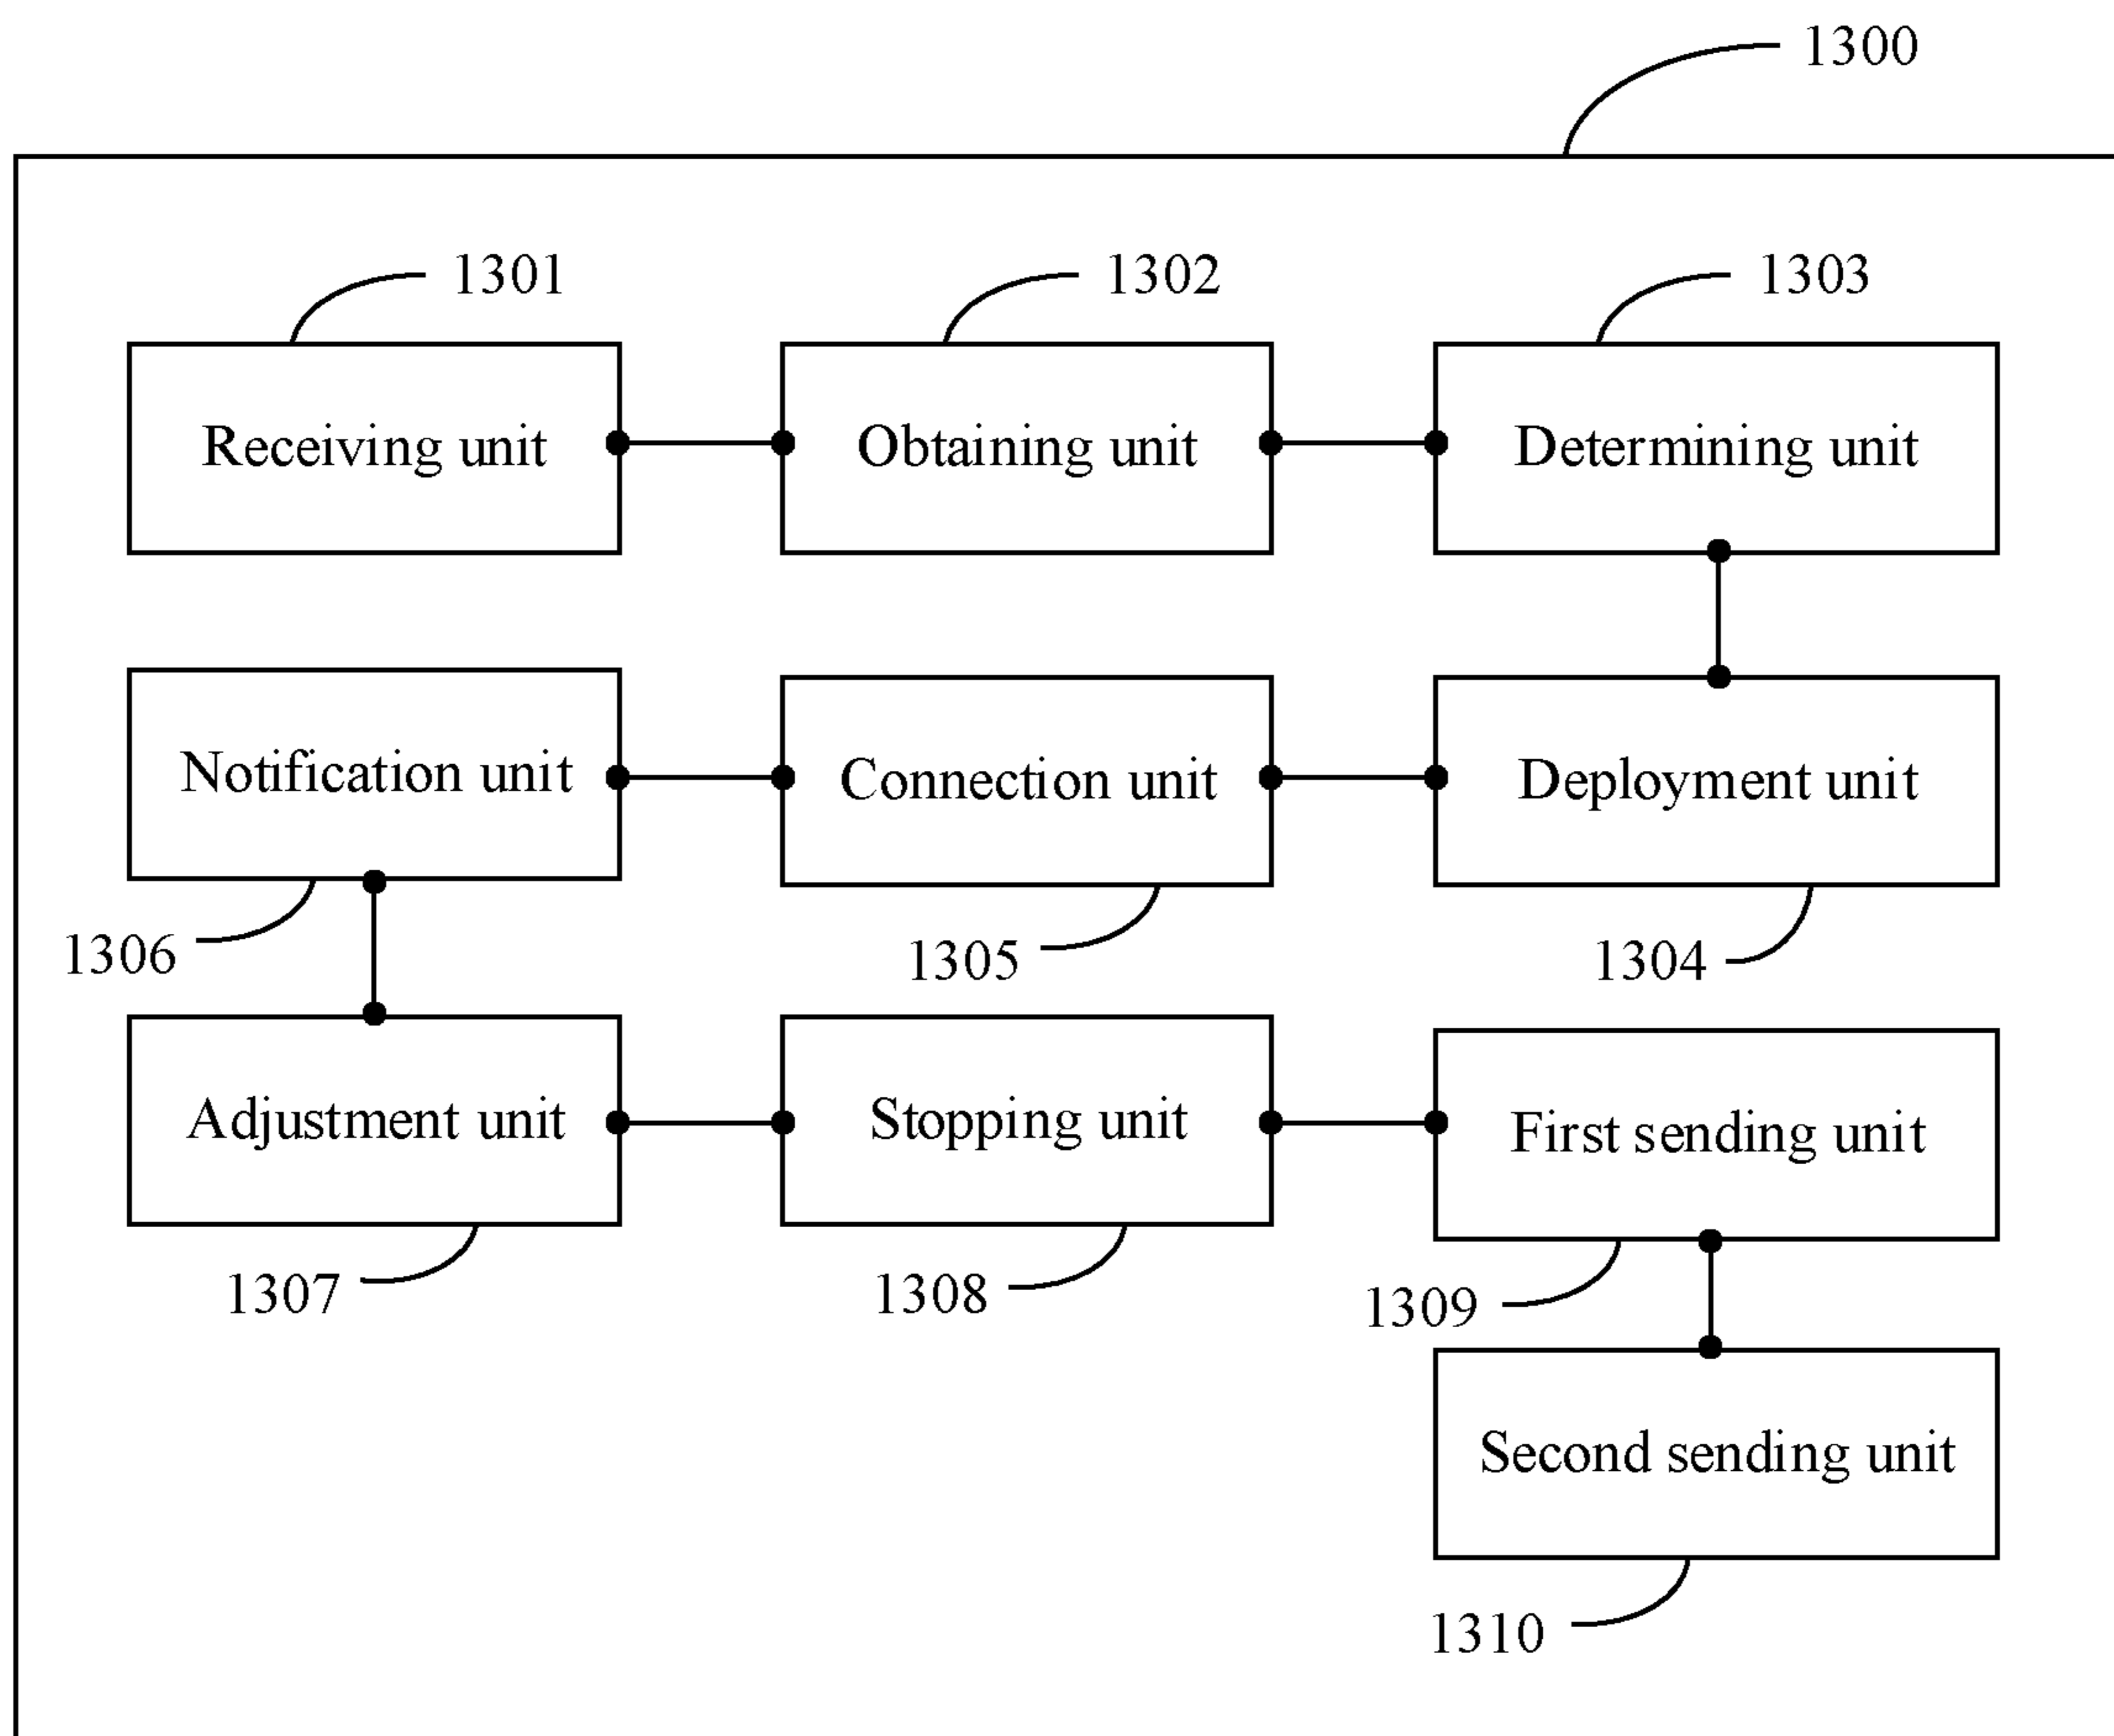 1300
1301
1302
1303
Receiving unit
Obtaining unit
Determining unit
Notification unit
Connection unit
Deployment unit
1306
1305
1304
Adjustment unit
Stopping unit
First sending unit
1307
1308
1309
Second sending unit
1310